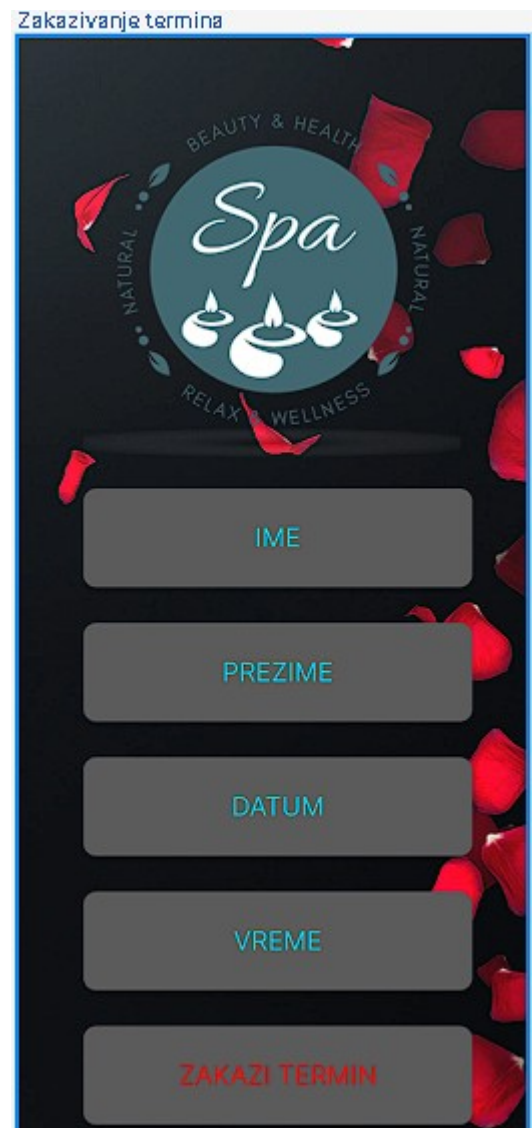 Zakazivanje termina
BEAUTY & HEALTH
NATURAL
Spa
NATURAL
RELAX & WELLNESS
IME
PREZIME
DATUM
VREME
ZAKAZI TERMIN